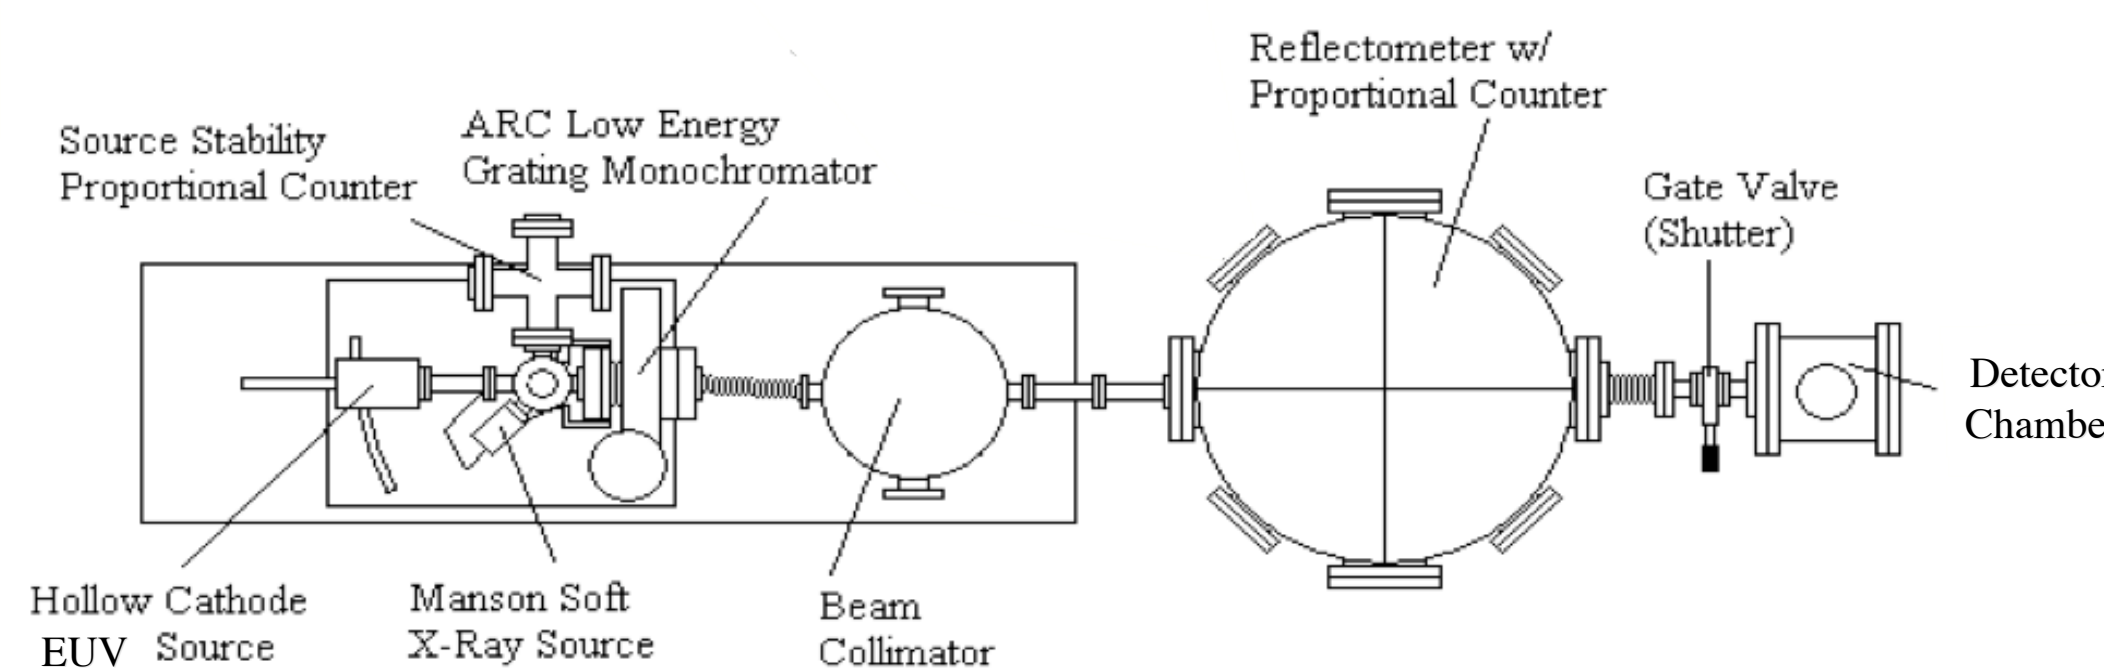 Source Stability
Proportional Counter
ARC Low Energy
Grating Monochromator
Reflectometer w/
Proportional Counter
Gate Valve
(Shutter)
Detecto
Chambe
Hollow Cathode
EUV Source
Manson Soft
X-Ray Source
Beam
Collimator